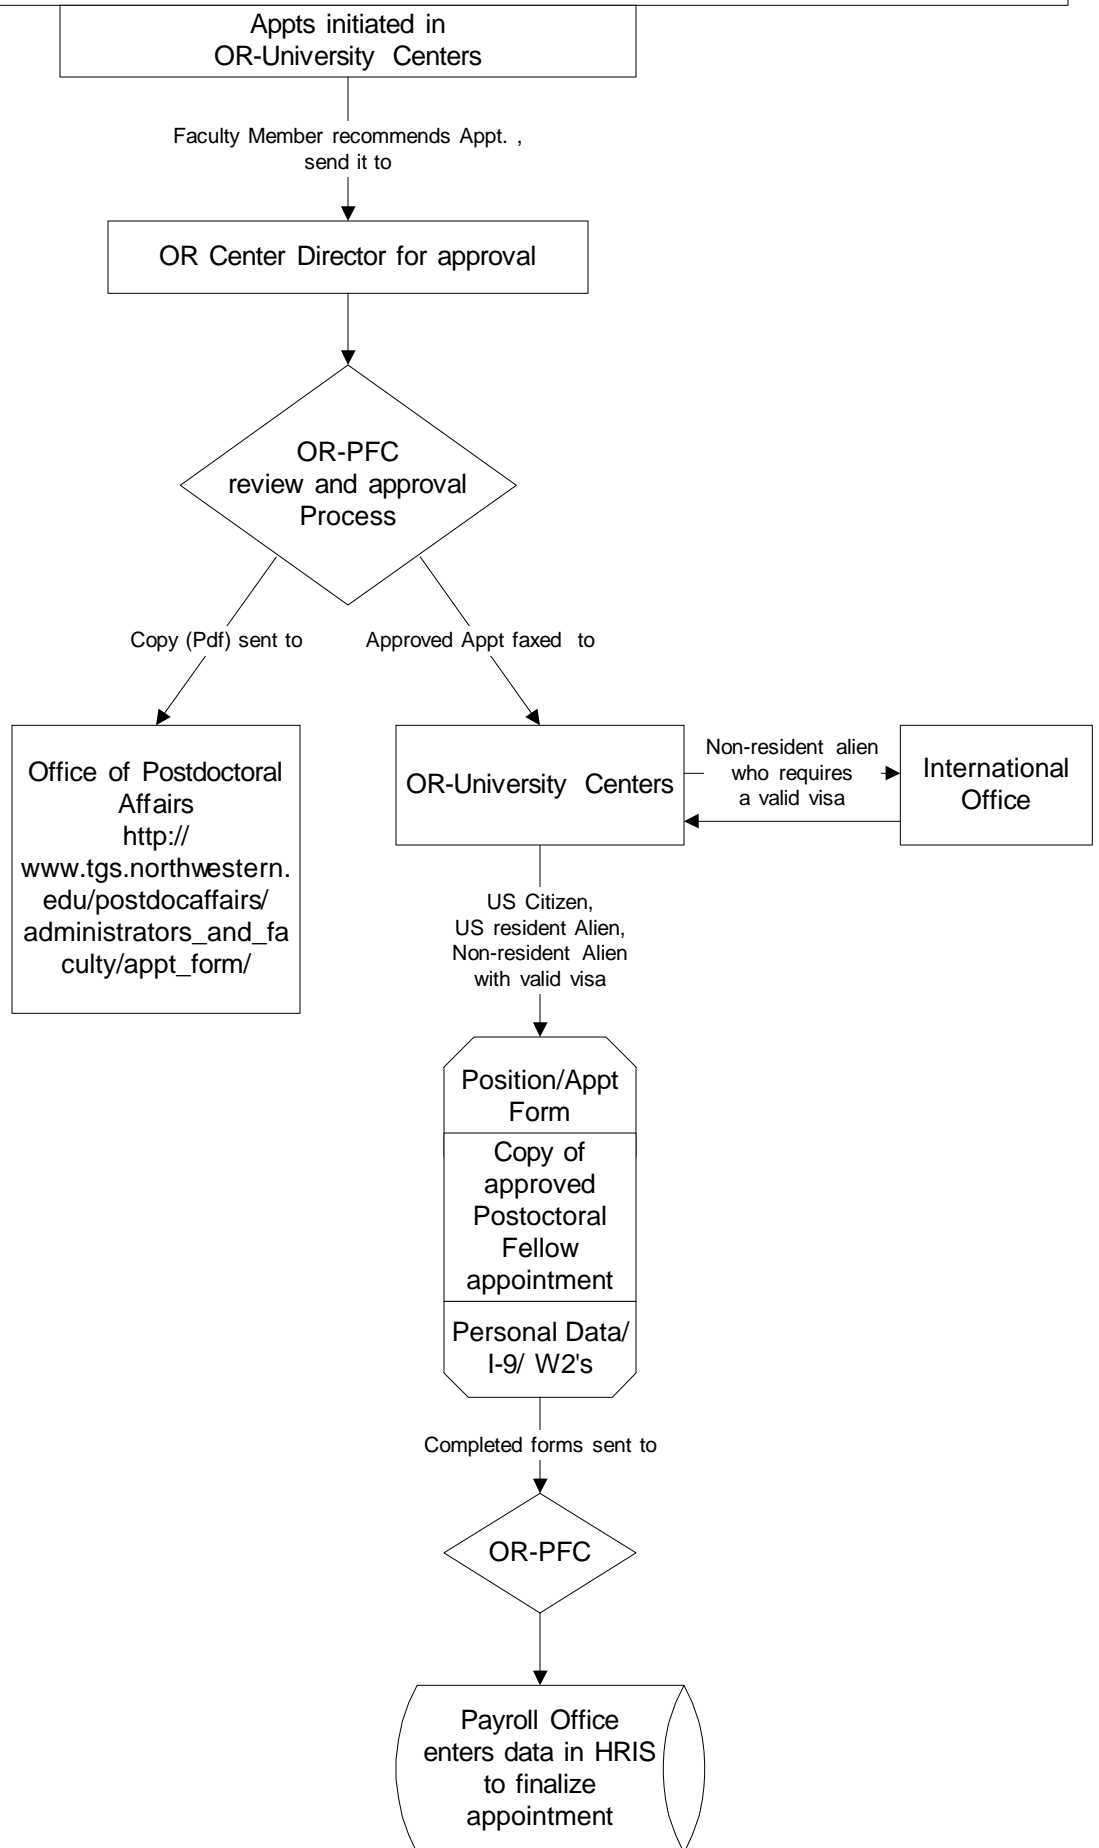 Appts initiated in
OR-University Centers
Faculty Member recommends Appt. ,
send it to
OR Center Director for approval
OR-PFC
review and approval
Process
Copy (Pdf) sent to
Approved Appt faxed to
Office of Postdoctoral
Affairs
http://
www.tgs.northwestern.
edu/postdocaffairs/
administrators_and_fa
culty/appt_form/
OR-University Centers
Non-resident alien
who requires
a valid visa
International
Office
US Citizen,
US resident Alien,
Non-resident Alien
with valid visa
Position/Appt
Form
Copy of
approved
Postoctoral
Fellow
appointment
Personal Data/
I-9/ W2's
Completed forms sent to
OR-PFC
Payroll Office
enters data in HRIS
to finalize
appointment